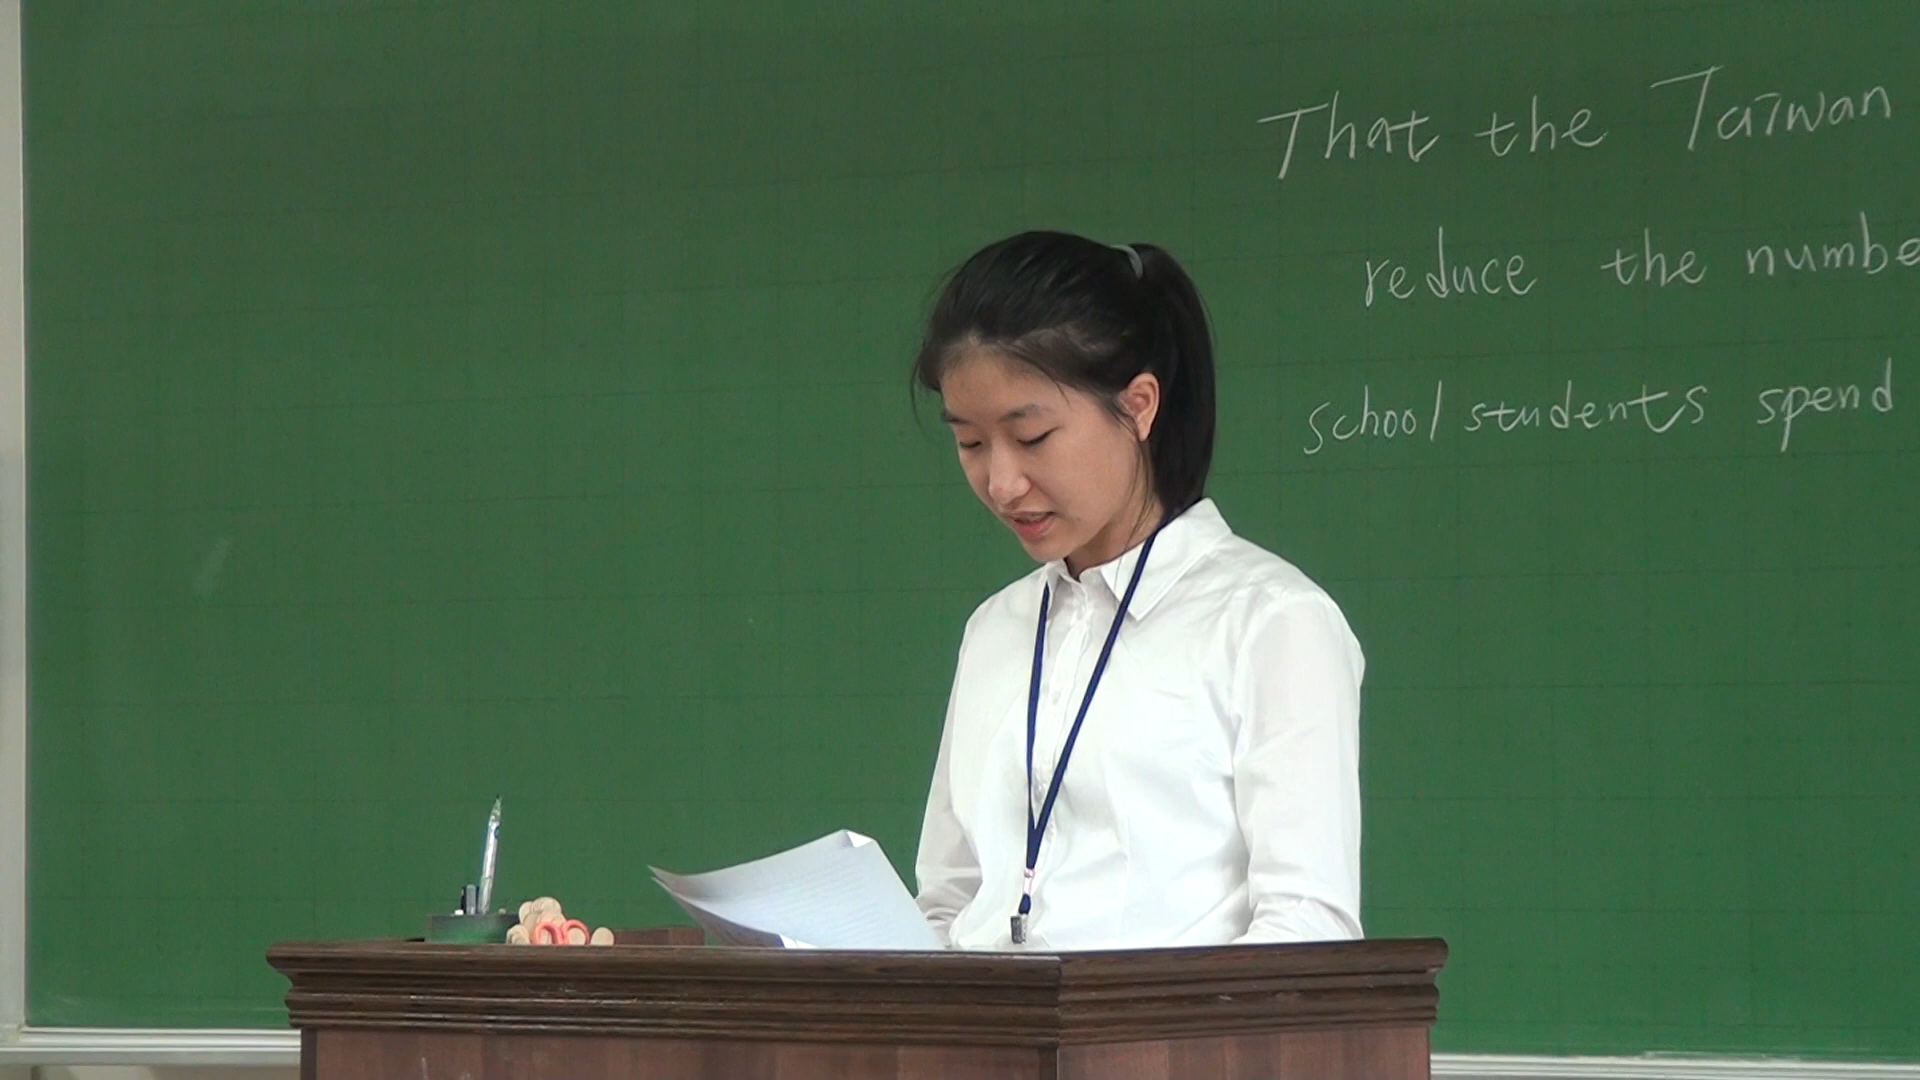 That the Taiwan
reduce the numbe
school students spend